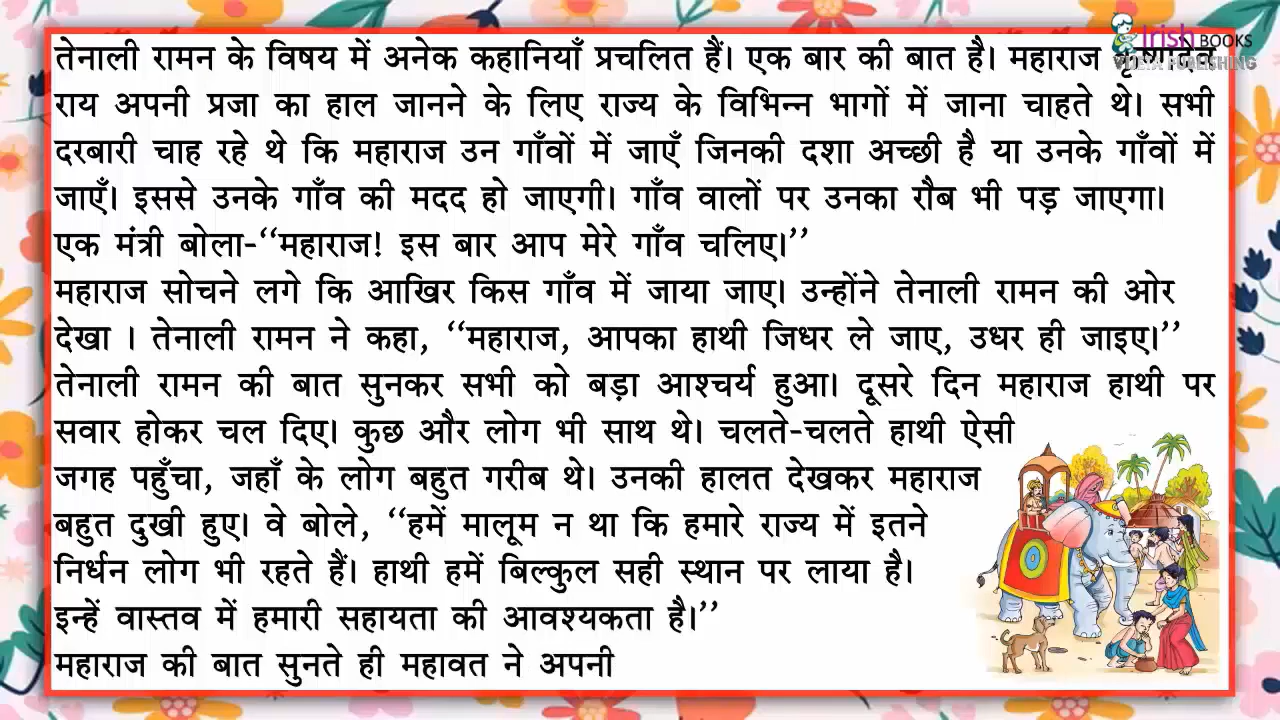 तेनाली रामन के विषय में अनेक कहानियाँ प्रचलित हैं। एक बार की बात है। महाराज
राय अपनी प्रजा का हाल जानने के लिए राज्य के विभिन्न भागों में जाना चाहते थे। सभी
दरबारी चाह रहे थे कि महाराज उन गाँवों में जाएँ जिनकी दशा अच्छी है या उनके गाँवों में
जाएँ। इससे उनके गाँव की मदद हो जाएगी। गाँव वालों पर उनका रौब भी पड़ जाएगा।
एक मंत्री बोला-‘‘महाराज! इस बार आप मेरे गाँव चलिए।’’
महाराज सोचने लगे कि आखिर किस गाँव में जाया जाए। उन्होंने तेनाली रामन की ओर
देखा । तेनाली रामन ने कहा, ‘‘महाराज, आपका हाथी जिधर ले जाए, उधर ही जाइए।’’
तेनाली रामन की बात सुनकर सभी को बड़ा आश्चर्य हुआ। दूसरे दिन महाराज हाथी पर
सवार होकर चल दिए। कुछ और लोग भी साथ थे। चलते-चलते हाथी ऐसी
जगह पहुँचा, जहाँ के लोग बहुत गरीब थे। उनकी हालत देखकर महाराज
बहुत दुखी हुए। वे बोले, ‘‘हमें मालूम न था कि हमारे राज्य में इतने
निर्धन लोग भी रहते हैं। हाथी हमें बिल्कुल सही स्थान पर लाया है।
इन्हें वास्तव में हमारी सहायता की आवश्यकता है।’’
महाराज की बात सुनते ही महावत ने अपनी
Irish BOOKS
PUBLISHING